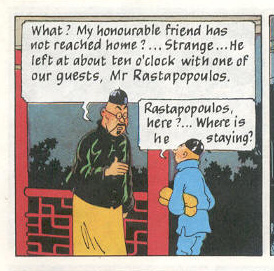 What? My honourable friend has
not reached home?... Strange... He
left at about ten o'clock with one of
our guests, Mr Rastapopoulos.
Rastapopoulos,
here?... Where is
he staying?